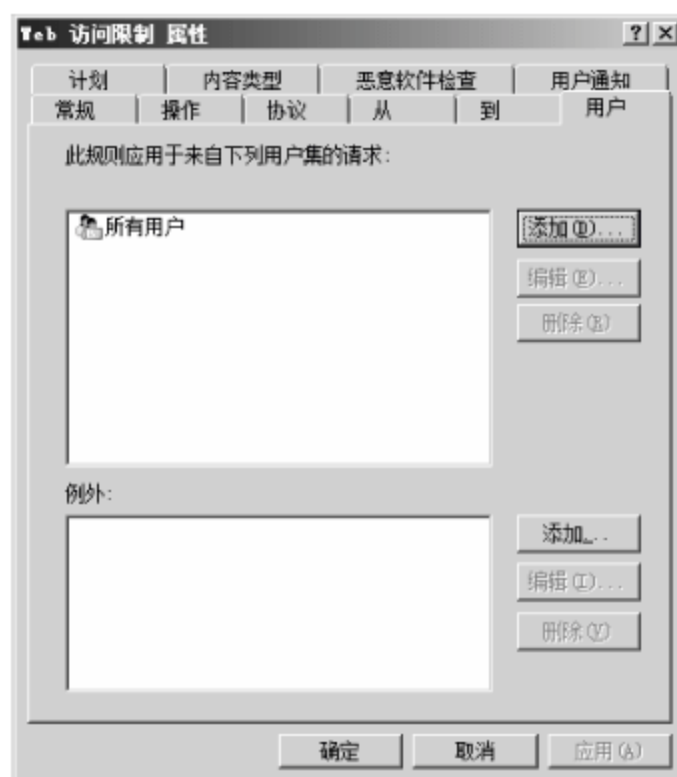 Web 访问限制 属性
计划 内容类型 恶意软件检查 用户通知
常规 操作 协议 从 到 用户
此规则应用于来自下列用户集的请求:
所有用户
添加(D)...
编辑(E)...
删除(R)
例外:
添加...
编辑(I)...
删除(V)
确定 取消 应用(A)